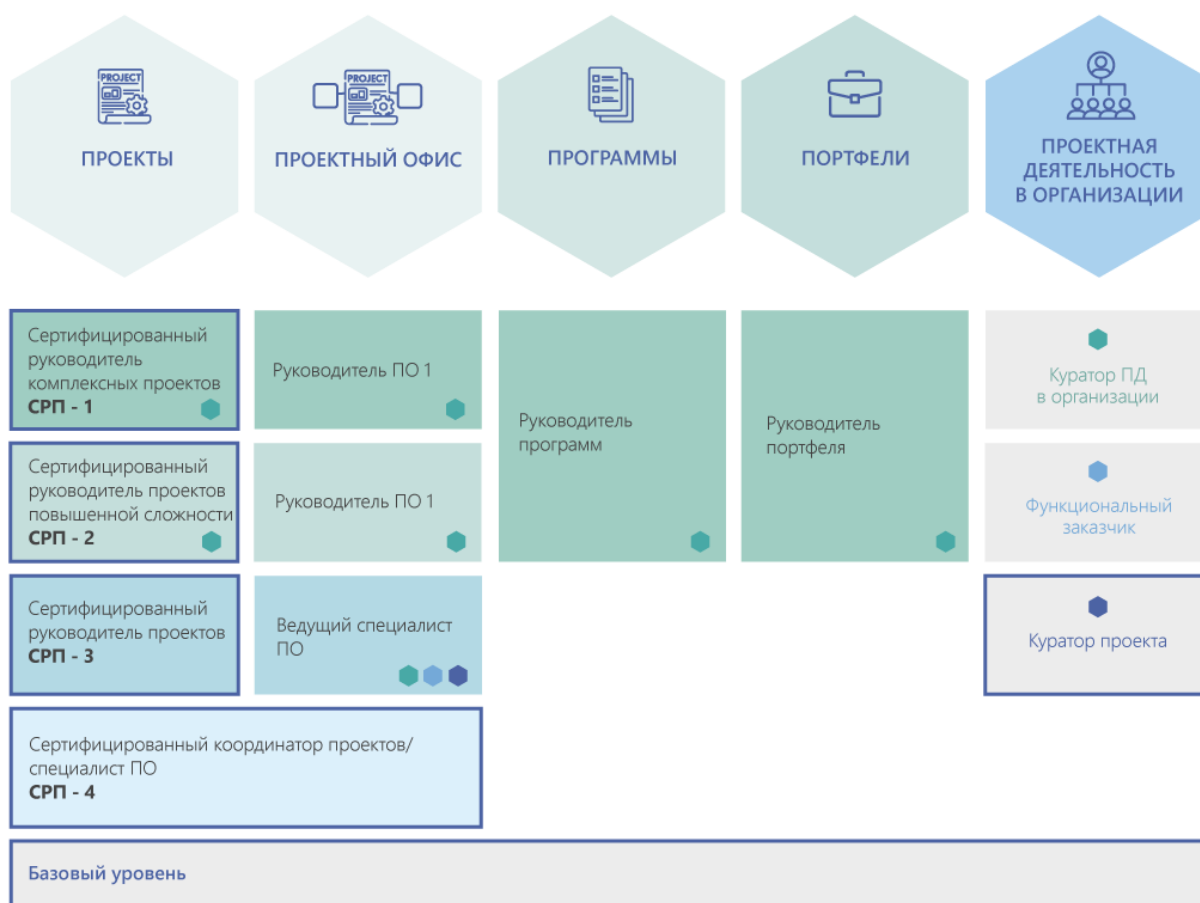 PROJECT
ПРОЕКТЫ
PROJECT
ПРОЕКТНЫЙ ОФИС
ПРОГРАММЫ
ПОРТФЕЛИ
ПРОЕКТНАЯ
ДЕЯТЕЛЬНОСТЬ
В ОРГАНИЗАЦИИ
Сертифицированный
руководитель
комплексных проектов
СРП - 1
Руководитель ПО 1
Руководитель
программ
Руководитель
портфеля
Куратор ПД
в организации
Сертифицированный
руководитель проектов
повышенной сложности
СРП - 2
Руководитель ПО 1
Функциональный
заказчик
Сертифицированный
руководитель проектов
СРП - 3
Ведущий специалист
ПО
Куратор проекта
Сертифицированный координатор проектов/
специалист ПО
СРП - 4
Базовый уровень